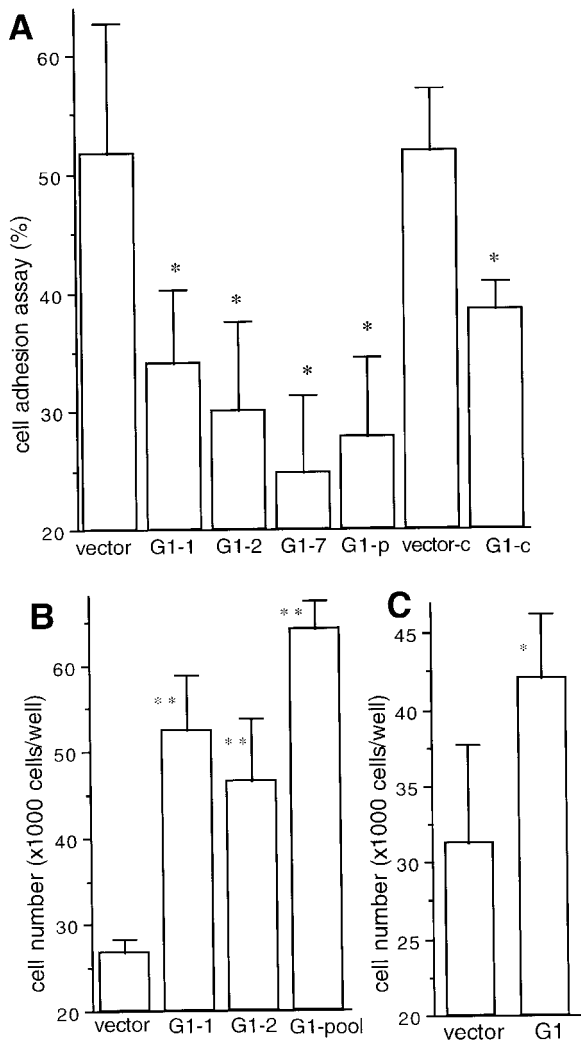 A
cell adhesion assay (%)
60
50
40
30
20
*
*
*
*
*
vector G1-1 G1-2 G1-7 G1-p vector-c G1-c
B
cell number (x1000 cells/well)
60
50
40
30
20
**
**
**
vector G1-1 G1-2 G1-pool
C
cell number (x1000 cells/well)
45
40
35
30
25
20
*
vector G1